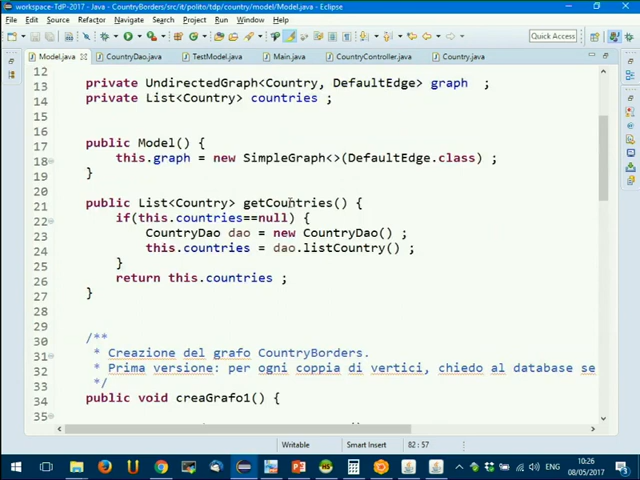 workspace-TdP-2017 - Java - CountryBorders/src/it/polito/tdp/country/model/Model.java - Eclipse
File Edit Source Refactor Navigate Search Project Run Window Help
Quick Access
Model.java CountryDao.java TestModel.java Main.java CountryController.java Country.java
12
13 private UndirectedGraph<Country, DefaultEdge> graph ;
14 private List<Country> countries ;
15
16
17 public Model() {
18 this.graph = new SimpleGraph<>(DefaultEdge.class) ;
19 }
20
21 public List<Country> getCountries() {
22 if(this.countries==null) {
23 CountryDao dao = new CountryDao() ;
24 this.countries = dao.listCountry() ;
25 }
26 return this.countries ;
27 }
28
29
30 /**
31 * Creazione del grafo CountryBorders.
32 * Prima versione: per ogni coppia di vertici, chiedo al database se
33 */
34 public void creaGrafo1() {
35
Writable Smart Insert 82 : 57
10:26
08/05/2017